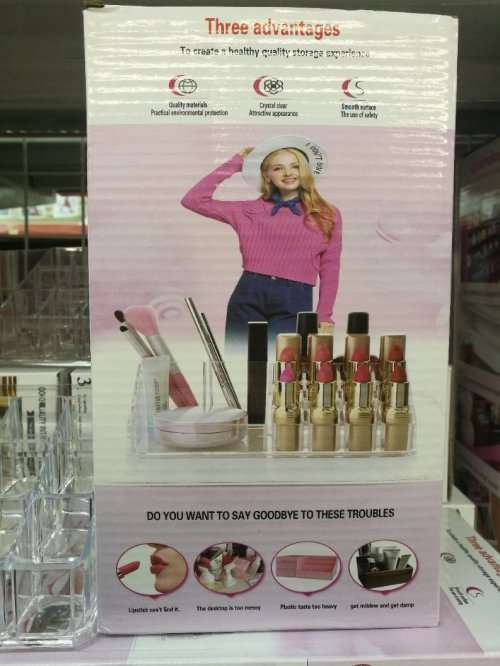 Three advantages
To create a healthy quality storage experience
Quality materials
Practical environmental protection
Crystal clear
Attractive appearance
Smooth surface
The use of safety
DO YOU WANT TO SAY GOODBYE TO THESE TROUBLES
Lipstick can't find it.
The desktop is too messy
Plastic taste too heavy
get mildew and get damp
Three advantages